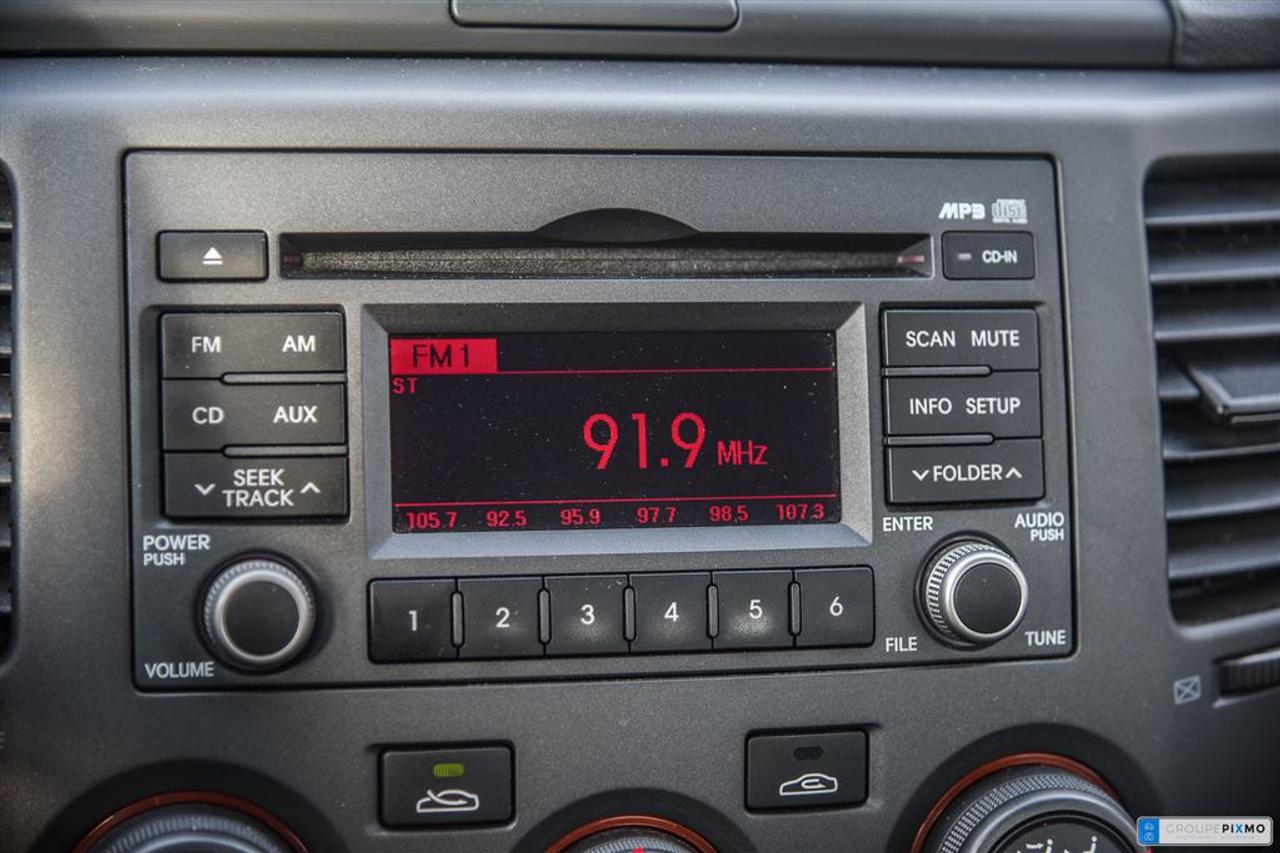 MP3
CD-IN
FM AM
SCAN MUTE
FM 1
ST
CD AUX
INFO SETUP
91.9 MHz
SEEK
TRACK
FOLDER
105.7 92.5 95.9 97.7 98.5 107.3
POWER
PUSH
ENTER
AUDIO
PUSH
1 2 3 4 5 6
VOLUME
FILE
TUNE
GROUPEPIXMO